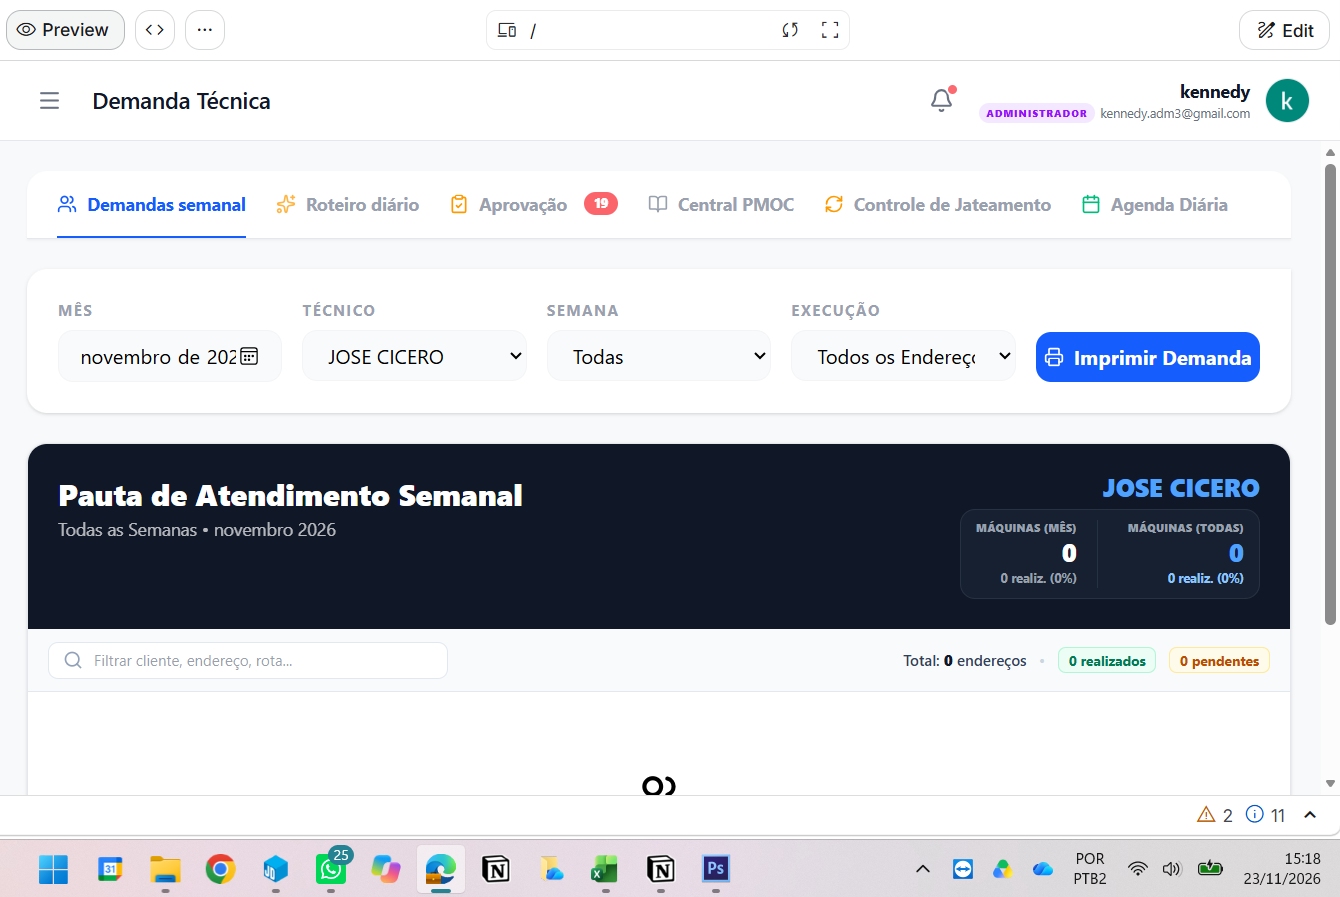 Preview
/
Edit
Demanda Técnica
kennedy
ADMINISTRADOR kennedy.adm3@gmail.com
k
Demandas semanal
Roteiro diário
Aprovação 19
Central PMOC
Controle de Jateamento
Agenda Diária
MÊS
TÉCNICO
SEMANA
EXECUÇÃO
novembro de 202
JOSE CICERO
Todas
Todos os Endereço
Imprimir Demanda
Pauta de Atendimento Semanal
Todas as Semanas • novembro 2026
JOSE CICERO
MÁQUINAS (MÊS)
0
0 realiz. (0%)
MÁQUINAS (TODAS)
0
0 realiz. (0%)
Filtrar cliente, endereço, rota...
Total: 0 endereços • 0 realizados 0 pendentes
2 11
31
25
Ps
POR
PTB2
15:18
23/11/2026